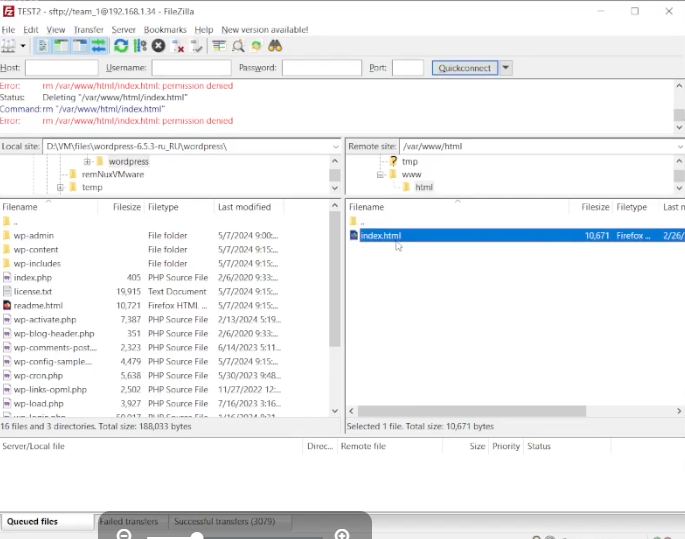 TEST2 - sftp://team_1@192.168.1.34 - FileZilla
File Edit View Transfer Server Bookmarks Help New version available!
Host: Username: Password: Port: Quickconnect
Error: rm /var/www/html/index.html: permission denied
Status: Deleting "/var/www/html/index.html"
Command: rm "/var/www/html/index.html"
Error: rm /var/www/html/index.html: permission denied
Local site: D:\VM\files\wordpress-6.5.3-ru_RU\wordpress\
wordpress
remNuxVMware
temp
Remote site: /var/www/html
tmp
www
html
Filename Filesize Filetype Last modified
..
wp-admin File folder 5/7/2024 9:00:...
wp-content File folder 5/7/2024 9:15:...
wp-includes File folder 5/7/2024 9:15:...
index.php 405 PHP Source File 2/6/2020 9:33:...
license.txt 19,915 Text Document 5/7/2024 9:15:...
readme.html 10,721 Firefox HTML ... 5/7/2024 9:15:...
wp-activate.php 7,387 PHP Source File 2/13/2024 5:19...
wp-blog-header.php 351 PHP Source File 2/6/2020 9:33:...
wp-comments-post.... 2,323 PHP Source File 6/14/2023 5:11...
wp-config-sample.... 4,479 PHP Source File 5/7/2024 9:15:...
wp-cron.php 5,638 PHP Source File 5/30/2023 9:48...
wp-links-opml.php 2,502 PHP Source File 11/27/2022 12:...
wp-load.php 3,927 PHP Source File 7/16/2023 3:16...
16 files and 3 directories. Total size: 188,033 bytes
Filename Filesize Filetype Last m
..
index.html 10,671 Firefox ... 2/26/
Selected 1 file. Total size: 10,671 bytes
Server/Local file Direc... Remote file Size Priority Status
Queued files Failed transfers Successful transfers (3079)